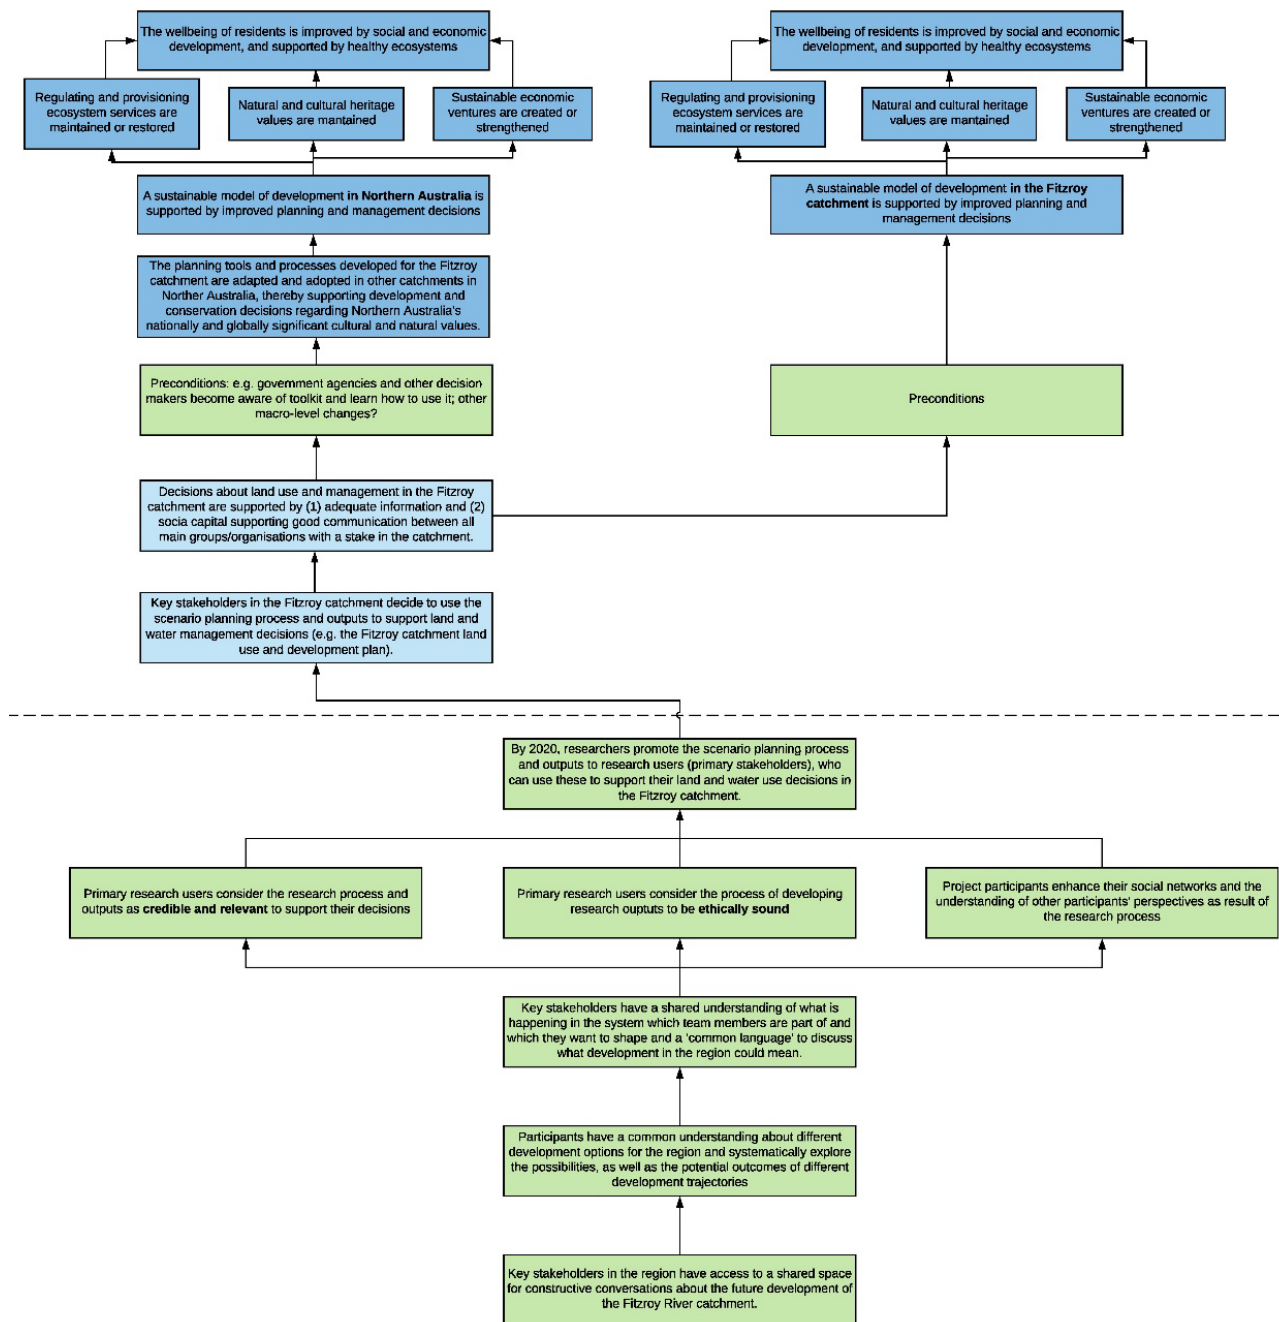 The wellbeing of residents is improved by social and economic
development, and supported by healthy ecosystems
Regulating and provisioning
ecosystem services are
maintained or restored
Natural and cultural heritage
values are mantained
Sustainable economic
ventures are created or
strengthened
A sustainable model of development in Northern Australia is
supported by improved planning and management decisions
The planning tools and processes developed for the Fitzroy
catchment are adapted and adopted in other catchments in
Norther Australia, thereby supporting development and
conservation decisions regarding Northern Australia's
nationally and globally significant cultural and natural values.
Preconditions: e.g. government agencies and other decision
makers become aware of toolkit and learn how to use it; other
macro-level changes?
The wellbeing of residents is improved by social and economic
development, and supported by healthy ecosystems
Regulating and provisioning
ecosystem services are
maintained or restored
Natural and cultural heritage
values are mantained
Sustainable economic
ventures are created or
strengthened
A sustainable model of development in the Fitzroy
catchment is supported by improved planning and
management decisions
Preconditions
Decisions about land use and management in the Fitzroy
catchment are supported by (1) adequate information and (2)
socia capital supporting good communication between all
main groups/organisations with a stake in the catchment.
Key stakeholders in the Fitzroy catchment decide to use the
scenario planning process and outputs to support land and
water management decisions (e.g. the Fitzroy catchment land
use and development plan).
By 2020, researchers promote the scenario planning process
and outputs to research users (primary stakeholders), who
can use these to support their land and water use decisions in
the Fitzroy catchment.
Primary research users consider the research process and
outputs as credible and relevant to support their decisions
Primary research users consider the process of developing
research ouptuts to be ethically sound
Project participants enhance their social networks and the
understanding of other participants' perspectives as result of
the research process
Key stakeholders have a shared understanding of what is
happening in the system which team members are part of and
which they want to shape and a 'common language' to discuss
what development in the region could mean.
Participants have a common understanding about different
development options for the region and systematically explore
the possibilities, as well as the potential outcomes of different
development trajectories
Key stakeholders in the region have access to a shared space
for constructive conversations about the future development of
the Fitzroy River catchment.